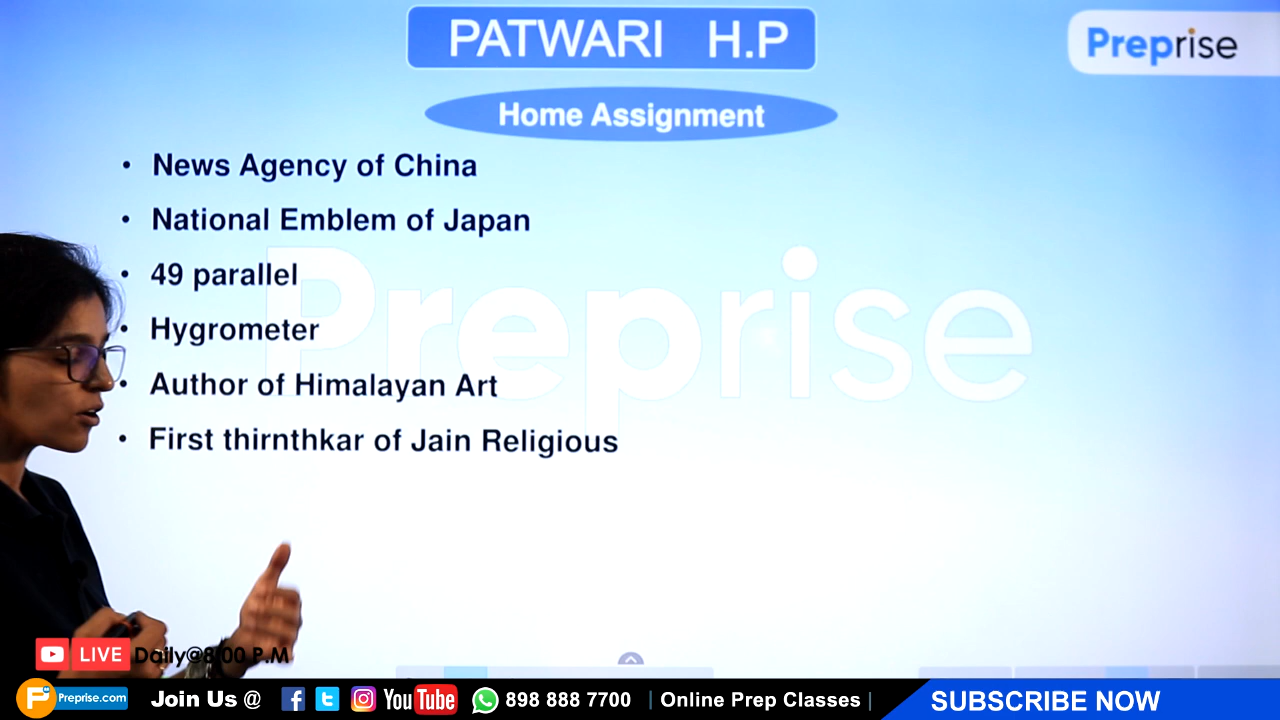 PATWARI H.P
Preprise
Home Assignment
• News Agency of China
• National Emblem of Japan
• 49 parallel
• Hygrometer
• Author of Himalayan Art
• First thirnthkar of Jain Religious
Preprise
LIVE Daily@8:00 P.M
Preprise.com Join Us @ YouTube 898 888 7700 | Online Prep Classes | SUBSCRIBE NOW